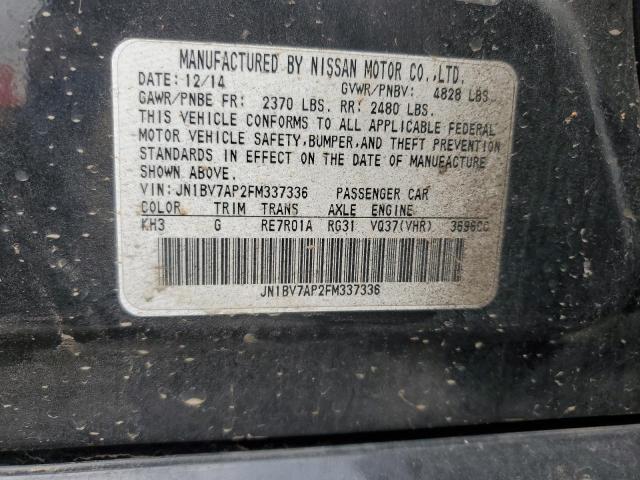 MANUFACTURED BY NISSAN MOTOR CO.,LTD.
DATE: 12/14 GVWR/PNBV: 4828 LBS
GAWR/PNBE FR: 2370 LBS. RR: 2480 LBS.
THIS VEHICLE CONFORMS TO ALL APPLICABLE FEDERAL
MOTOR VEHICLE SAFETY, BUMPER, AND THEFT PREVENTION
STANDARDS IN EFFECT ON THE DATE OF MANUFACTURE
SHOWN ABOVE.
VIN: JN1BV7AP2FM337336 PASSENGER CAR
COLOR TRIM TRANS AXLE ENGINE
KH3 G RE7R01A RG31 VQ37(VHR) 3696CC
JN1BV7AP2FM337336